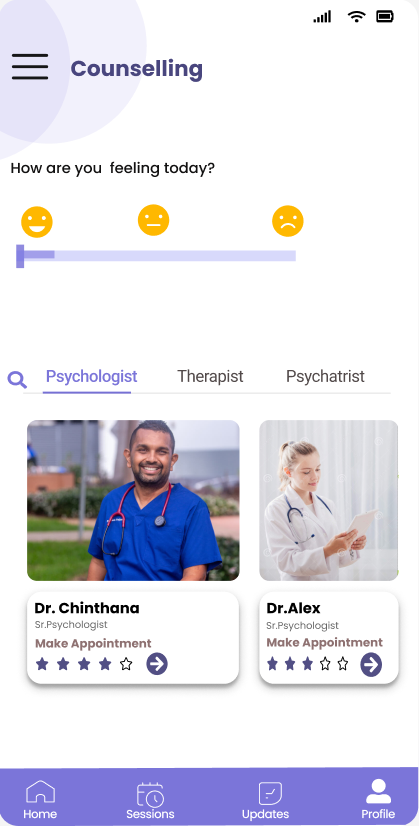 Counselling
How are you  feeling today?
Psychologist
Therapist
Psychatrist
Dr. Chinthana
Sr.Psychologist
Make Appointment
Dr.Alex
Sr.Psychologist
Make Appointment
Home
Sessions
Updates
Profile